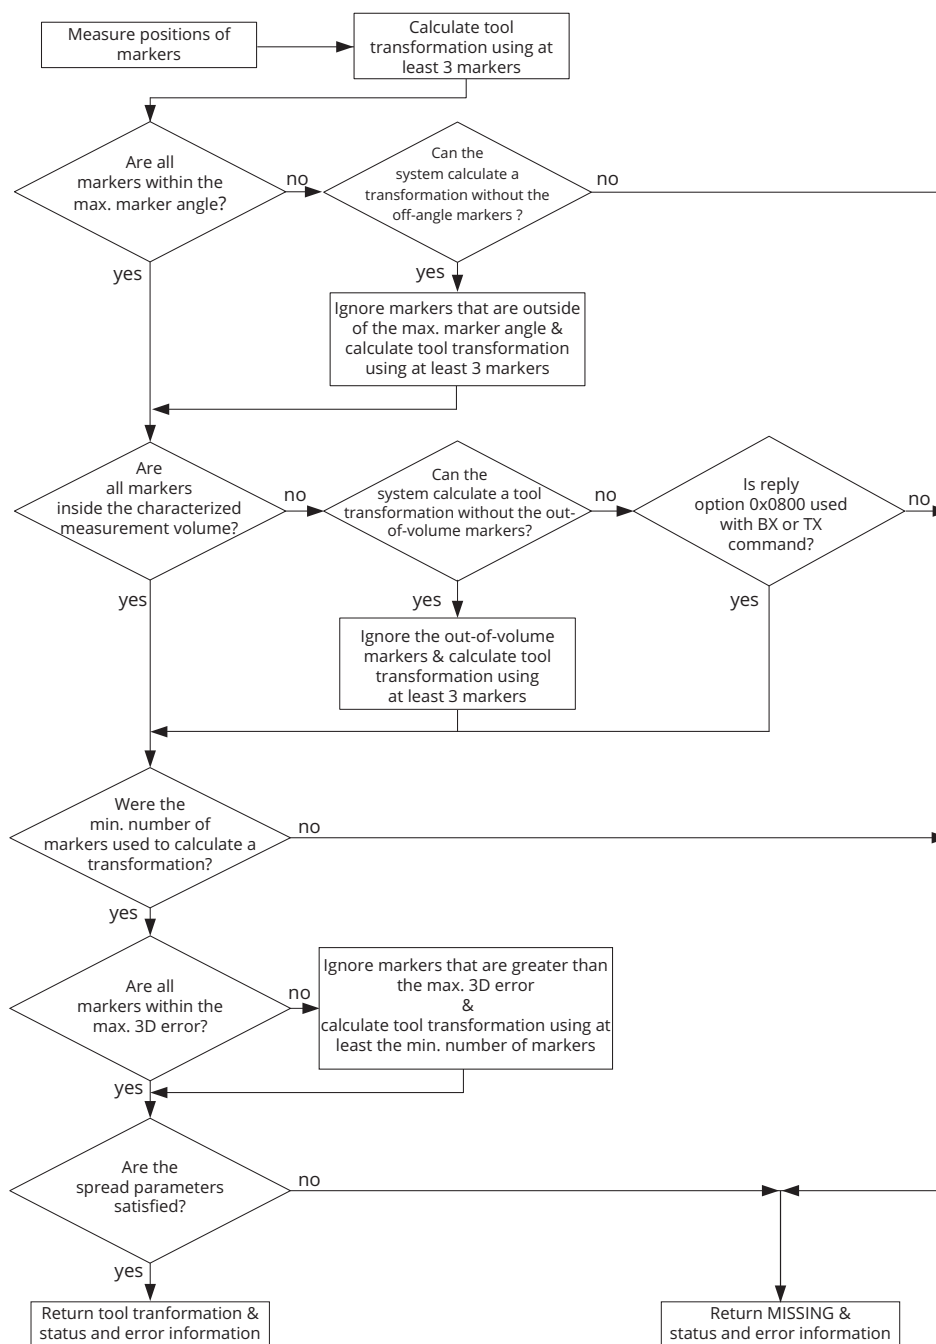 Measure positions of
markers
Calculate tool
transformation using at
least 3 markers
Are all
markers within the
max. marker angle?
no
Can the
system calculate a
transformation without the
off-angle markers ?
no
yes
yes
Ignore markers that are outside
of the max. marker angle &
calculate tool transformation
using at least 3 markers
Are
all markers
inside the characterized
measurement volume?
no
Can the
system calculate a tool
transformation without the out-
of-volume markers?
no
Is reply
option 0x0800 used
with BX or TX
command?
no
yes
yes
yes
Ignore the out-of-volume
markers & calculate tool
transformation using
at least 3 markers
Were the
min. number of
markers used to calculate a
transformation?
no
yes
Are all
markers within the
max. 3D error?
no
Ignore markers that are greater than
the max. 3D error
&
calculate tool transformation using at
least the min. number of markers
yes
Are the
spread parameters
satisfied?
no
yes
Return tool tranformation &
status and error information
Return MISSING &
status and error information